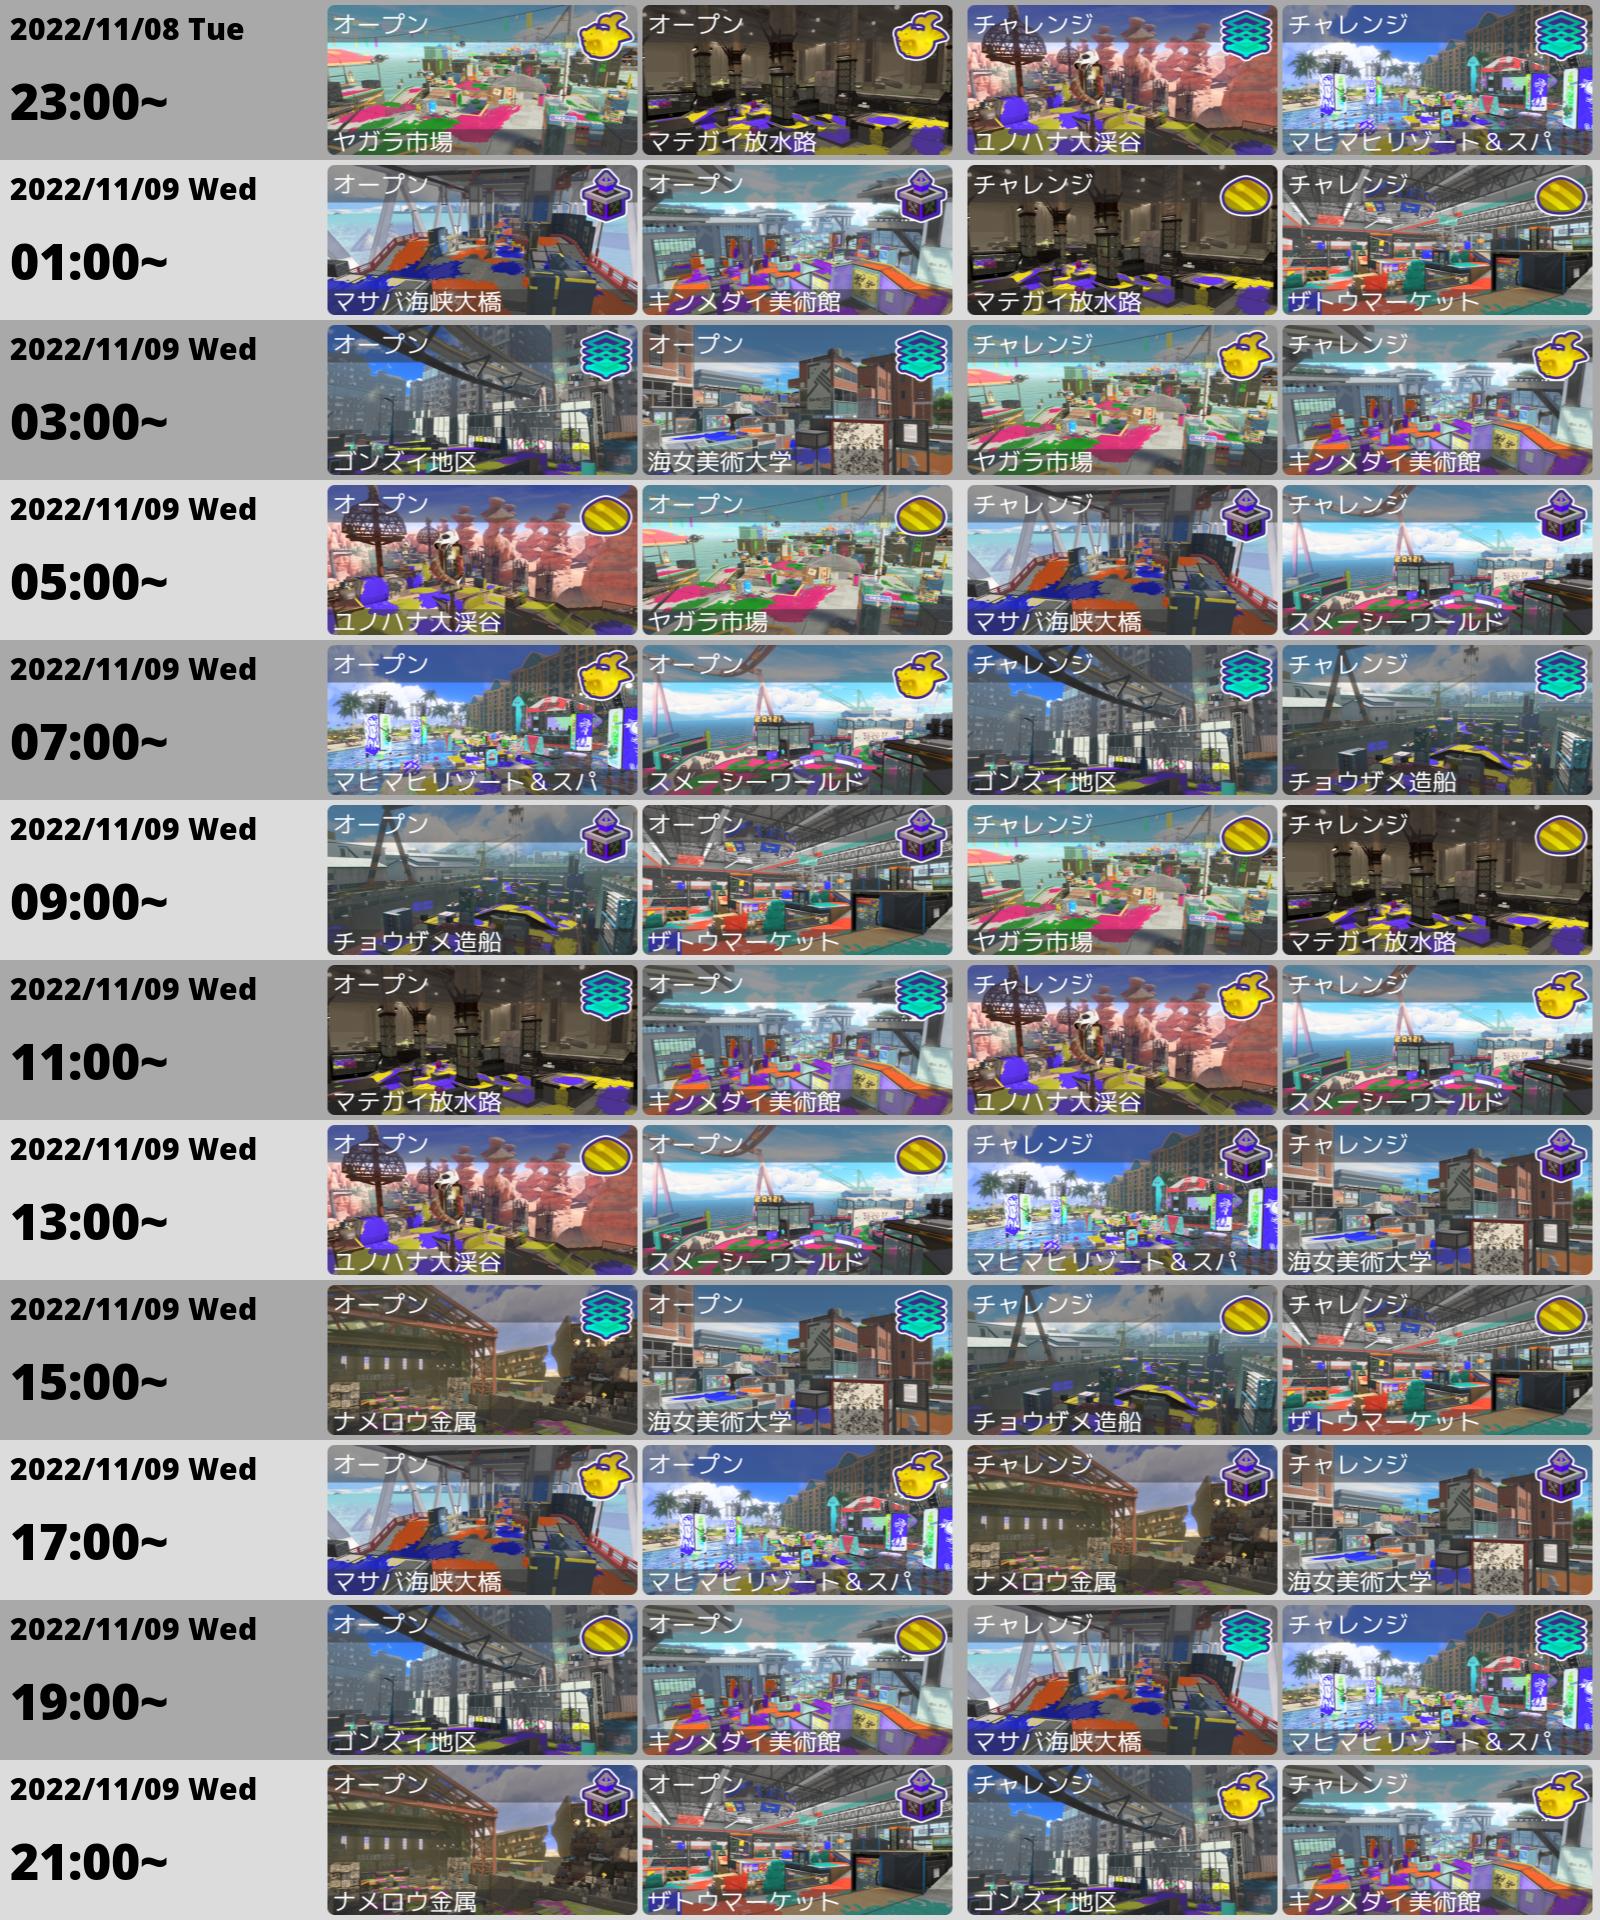 2022/11/08 Tue
23:00~
オープン
ヤガラ市場
オープン
マテガイ放水路
チャレンジ
ユノハナ大渓谷
チャレンジ
マヒマヒリゾート＆スパ
2022/11/09 Wed
01:00~
オープン
マサバ海峡大橋
オープン
キンメダイ美術館
チャレンジ
マテガイ放水路
チャレンジ
ザトウマーケット
2022/11/09 Wed
03:00~
オープン
ゴンズイ地区
オープン
海女美術大学
チャレンジ
ヤガラ市場
チャレンジ
キンメダイ美術館
2022/11/09 Wed
05:00~
オープン
ユノハナ大渓谷
オープン
ヤガラ市場
チャレンジ
マサバ海峡大橋
チャレンジ
スメーシーワールド
2022/11/09 Wed
07:00~
オープン
マヒマヒリゾート＆スパ
オープン
スメーシーワールド
チャレンジ
ゴンズイ地区
チャレンジ
チョウザメ造船
2022/11/09 Wed
09:00~
オープン
チョウザメ造船
オープン
ザトウマーケット
チャレンジ
ヤガラ市場
チャレンジ
マテガイ放水路
2022/11/09 Wed
11:00~
オープン
マテガイ放水路
オープン
キンメダイ美術館
チャレンジ
ユノハナ大渓谷
チャレンジ
スメーシーワールド
2022/11/09 Wed
13:00~
オープン
ユノハナ大渓谷
オープン
スメーシーワールド
チャレンジ
マヒマヒリゾート＆スパ
チャレンジ
海女美術大学
2022/11/09 Wed
15:00~
オープン
ナメロウ金属
オープン
海女美術大学
チャレンジ
チョウザメ造船
チャレンジ
ザトウマーケット
2022/11/09 Wed
17:00~
オープン
マサバ海峡大橋
オープン
マヒマヒリゾート＆スパ
チャレンジ
ナメロウ金属
チャレンジ
海女美術大学
2022/11/09 Wed
19:00~
オープン
ゴンズイ地区
オープン
キンメダイ美術館
チャレンジ
マサバ海峡大橋
チャレンジ
マヒマヒリゾート＆スパ
2022/11/09 Wed
21:00~
オープン
ナメロウ金属
オープン
ザトウマーケット
チャレンジ
ゴンズイ地区
チャレンジ
キンメダイ美術館